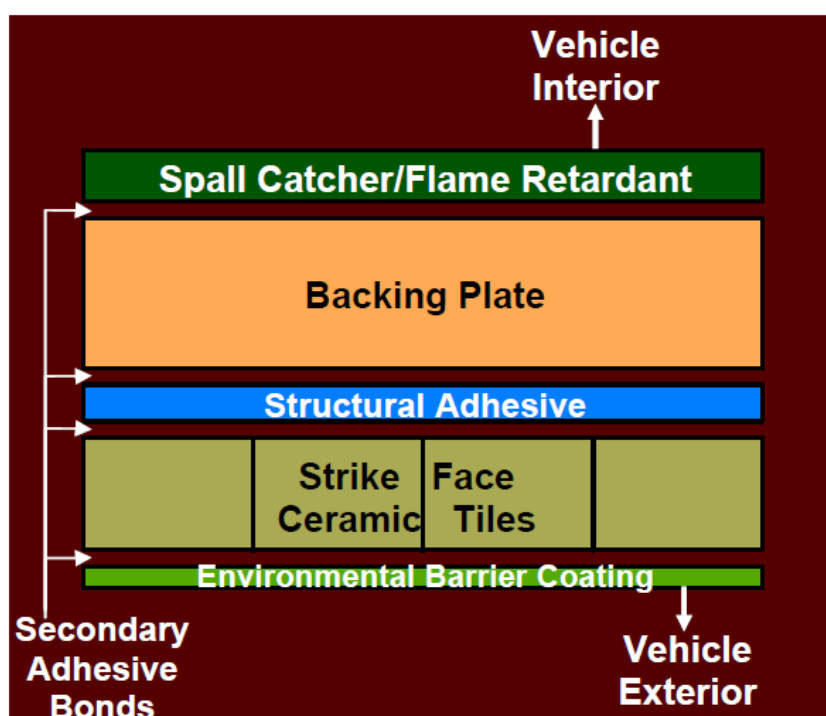 Vehicle
Interior
Spall Catcher/Flame Retardant
Backing Plate
Structural Adhesive
Strike Face
Ceramic Tiles
Environmental Barrier Coating
Secondary
Adhesive
Bonds
Vehicle
Exterior